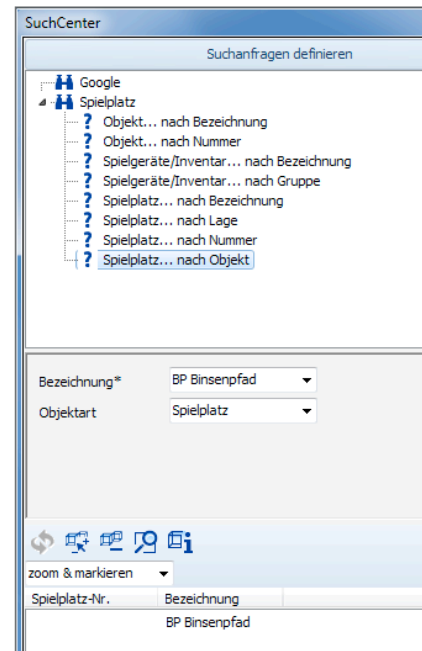 SuchCenter
Suchanfragen definieren
Google
Spielplatz
Objekt... nach Bezeichnung
Objekt... nach Nummer
Spielgeräte/Inventar... nach Bezeichnung
Spielgeräte/Inventar... nach Gruppe
Spielplatz... nach Bezeichnung
Spielplatz... nach Lage
Spielplatz... nach Nummer
Spielplatz... nach Objekt
Bezeichnung* BP Binsenpfad
Objektart Spielplatz
zoom & markieren
Spielplatz-Nr. Bezeichnung
BP Binsenpfad